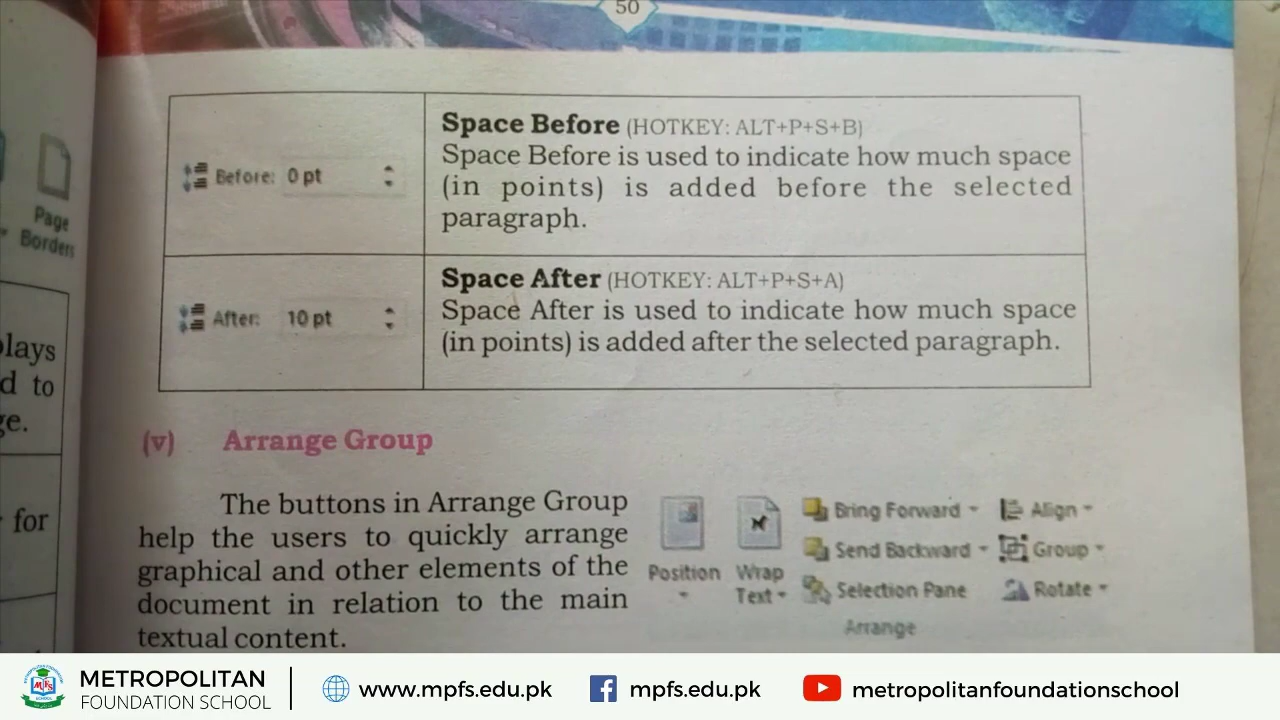 50
Page
Borders
lays
d to
ge.
for
Before: 0 pt
Space Before (HOTKEY: ALT+P+S+B)
Space Before is used to indicate how much space
(in points) is added before the selected
paragraph.
After: 10 pt
Space After (HOTKEY: ALT+P+S+A)
Space After is used to indicate how much space
(in points) is added after the selected paragraph.
(v) Arrange Group
The buttons in Arrange Group
help the users to quickly arrange
graphical and other elements of the
document in relation to the main
textual content.
Position
Wrap
Text
Bring Forward
Send Backward
Selection Pane
Align
Group
Rotate
Arrange
METROPOLITAN
FOUNDATION SCHOOL
www.mpfs.edu.pk
mpfs.edu.pk
metropolitanfoundationschool